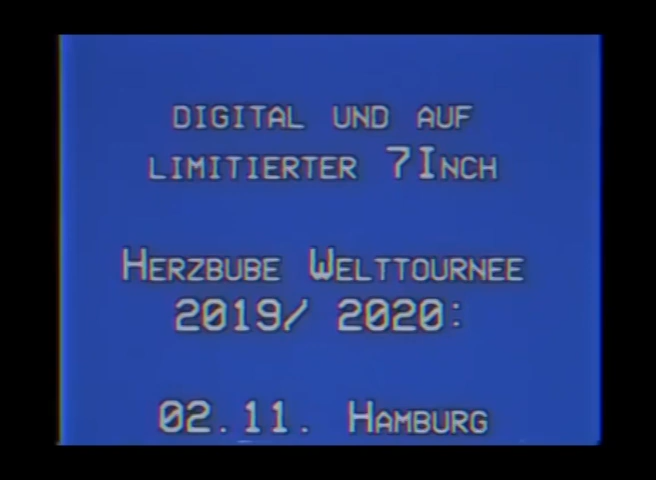 DIGITAL UND AUF
LIMITIERTER 7INCH
HERZBUBE WELTTOURNEE
2019/ 2020:
02.11. HAMBURG